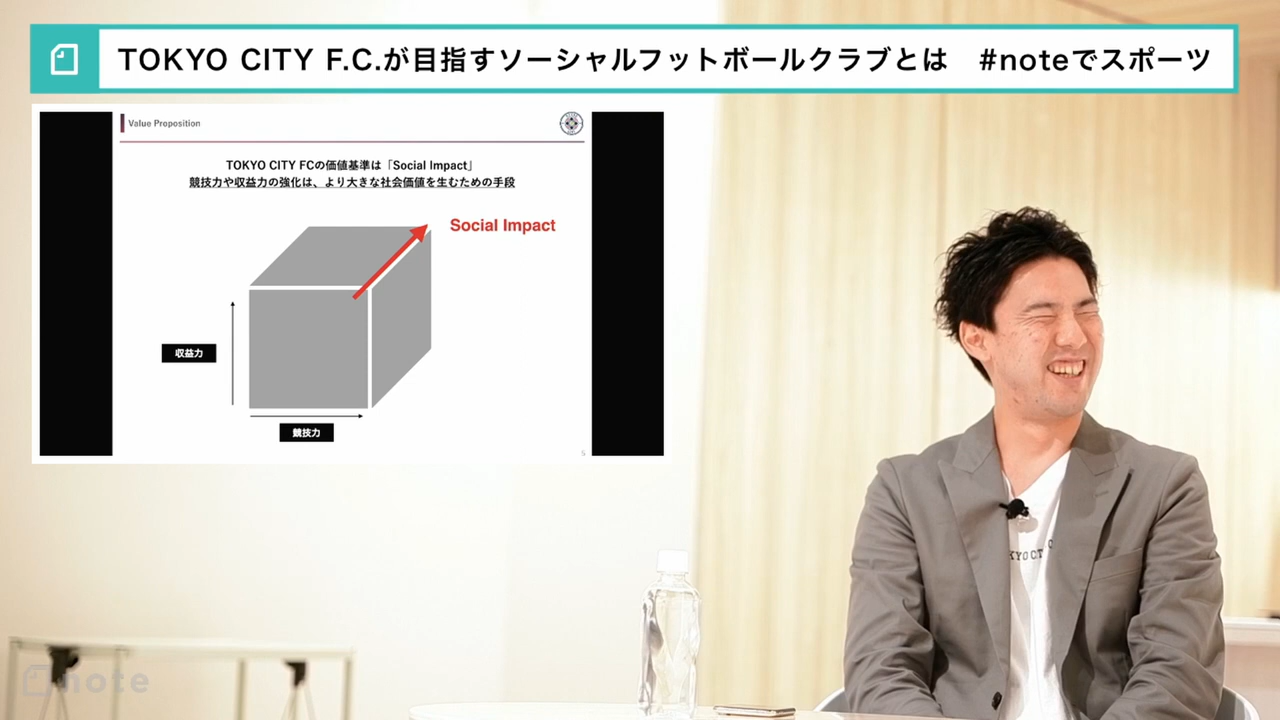 TOKYO CITY F.C.が目指すソーシャルフットボールクラブとは #noteでスポーツ
Value Proposition
TOKYO CITY FCの価値基準は「Social Impact」
競技力や収益力の強化は、より大きな社会価値を生むための手段
Social Impact
収益力
競技力
5
KYO CT O
note